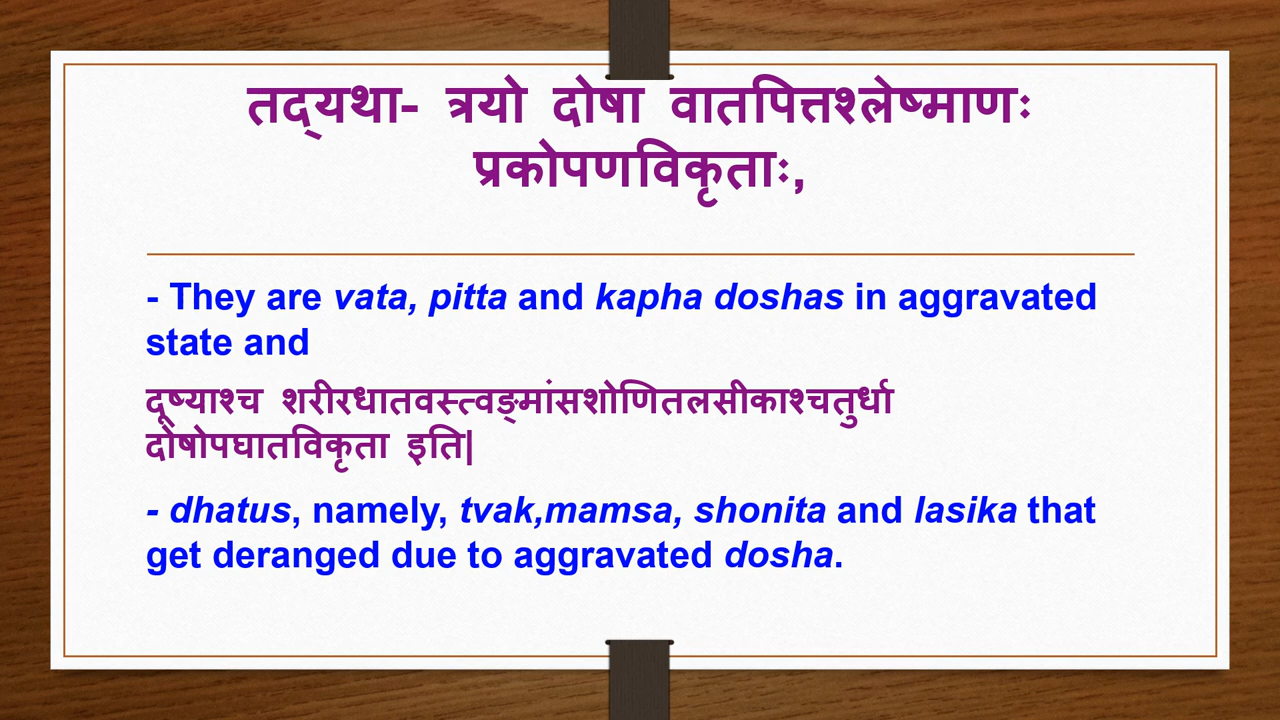 तद्यथा- त्रयो दोषा वातपित्तश्लेष्माणः
प्रकोपणविकृताः,
- They are vata, pitta and kapha doshas in aggravated
state and
दूष्याश्च शरीरधातवस्त्वङ्मांसशोणितलसीकाश्चतुर्धा
दोषोपघातविकृता इति|
- dhatus, namely, tvak,mamsa, shonita and lasika that
get deranged due to aggravated dosha.